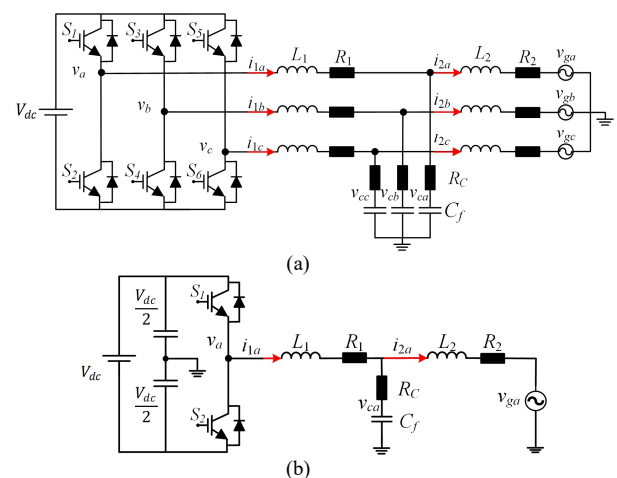 S1 S3 S5
i1a L1 R1 i2a L2 R2 vga
va
Vdc vb i1b i2b vgb
vc i1c i2c vgc
S2 S4 S6
vcc vcb vca RC
Cf
(a)
Vdc/2 S1
va i1a L1 R1 i2a L2 R2
Vdc
RC
Vdc/2 S2 vca Cf vga
(b)